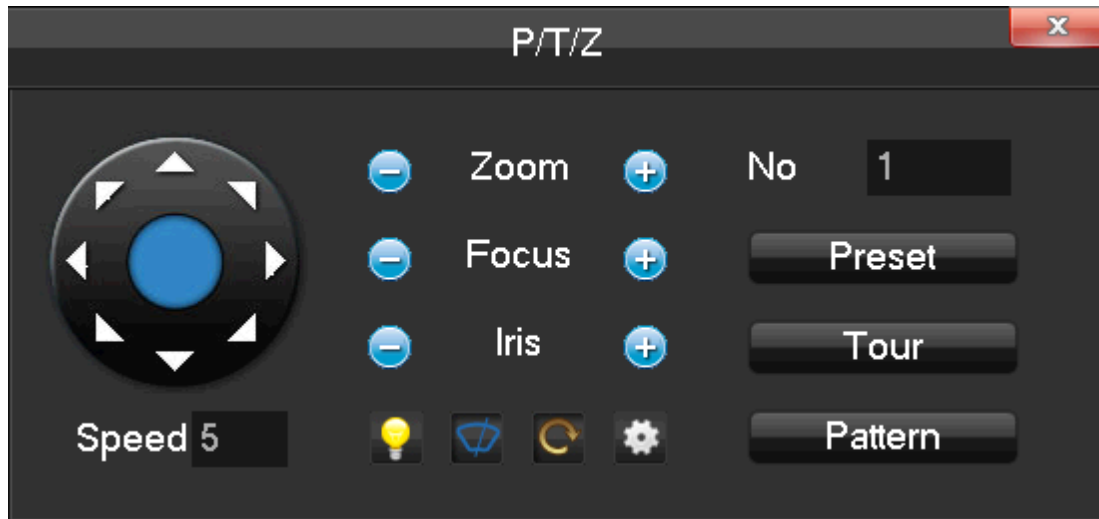 P/T/Z
x
Zoom
No 1
Focus
Preset
Iris
Tour
Speed 5
Pattern